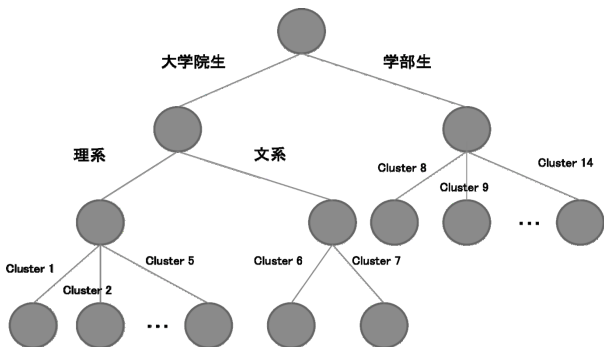 大学院生
学部生
理系
文系
Cluster 8
Cluster 9
Cluster 14
...
Cluster 1
Cluster 2
Cluster 5
...
Cluster 6
Cluster 7